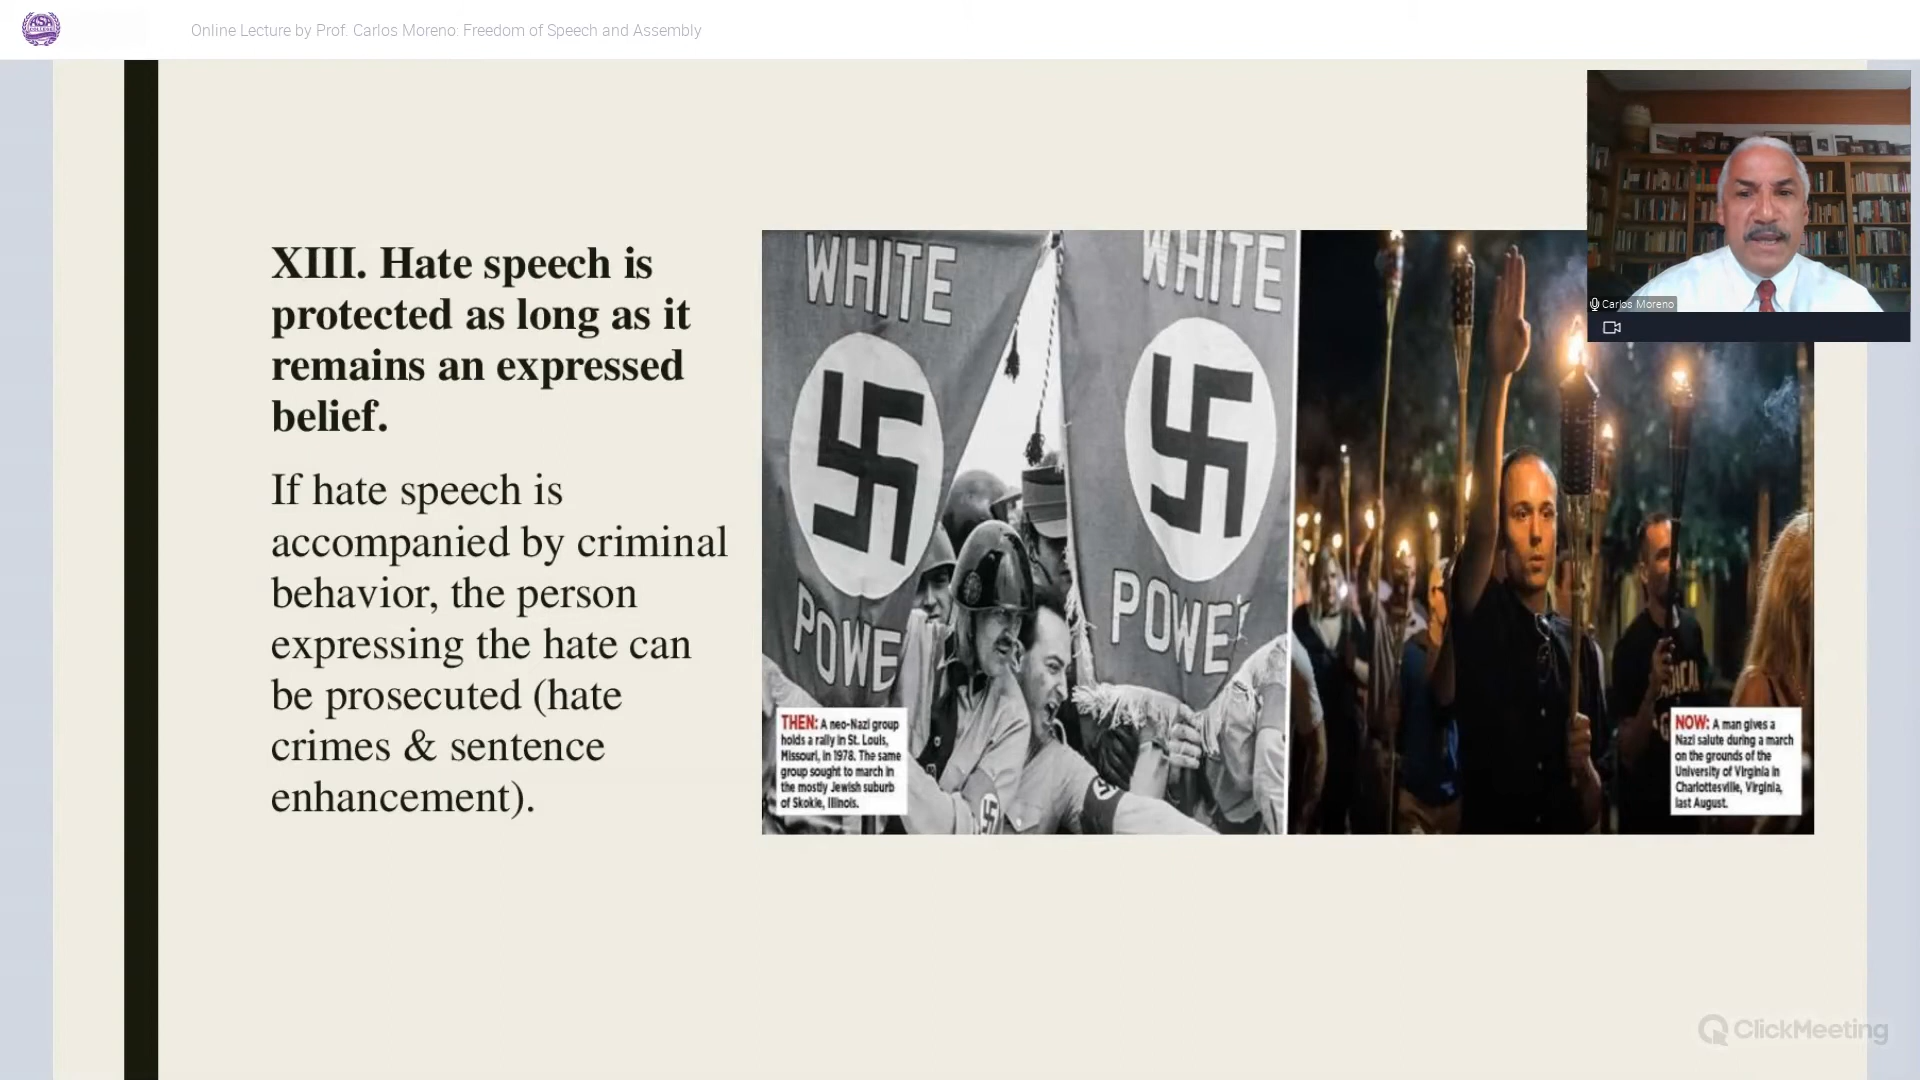 ASA
COLLEGE
Online Lecture by Prof. Carlos Moreno: Freedom of Speech and Assembly
Carlos Moreno
XIII. Hate speech is
protected as long as it
remains an expressed
belief.
If hate speech is
accompanied by criminal
behavior, the person
expressing the hate can
be prosecuted (hate
crimes & sentence
enhancement).
WHITE
POWE
WHITE
POWER
THEN: A neo-Nazi group
holds a rally in St. Louis,
Missouri, in 1978. The same
group sought to march in
the mostly Jewish suburb
of Skokie, Illinois.
NOW: A man gives a
Nazi salute during a march
on the grounds of the
University of Virginia in
Charlottesville, Virginia,
last August.
ClickMeeting